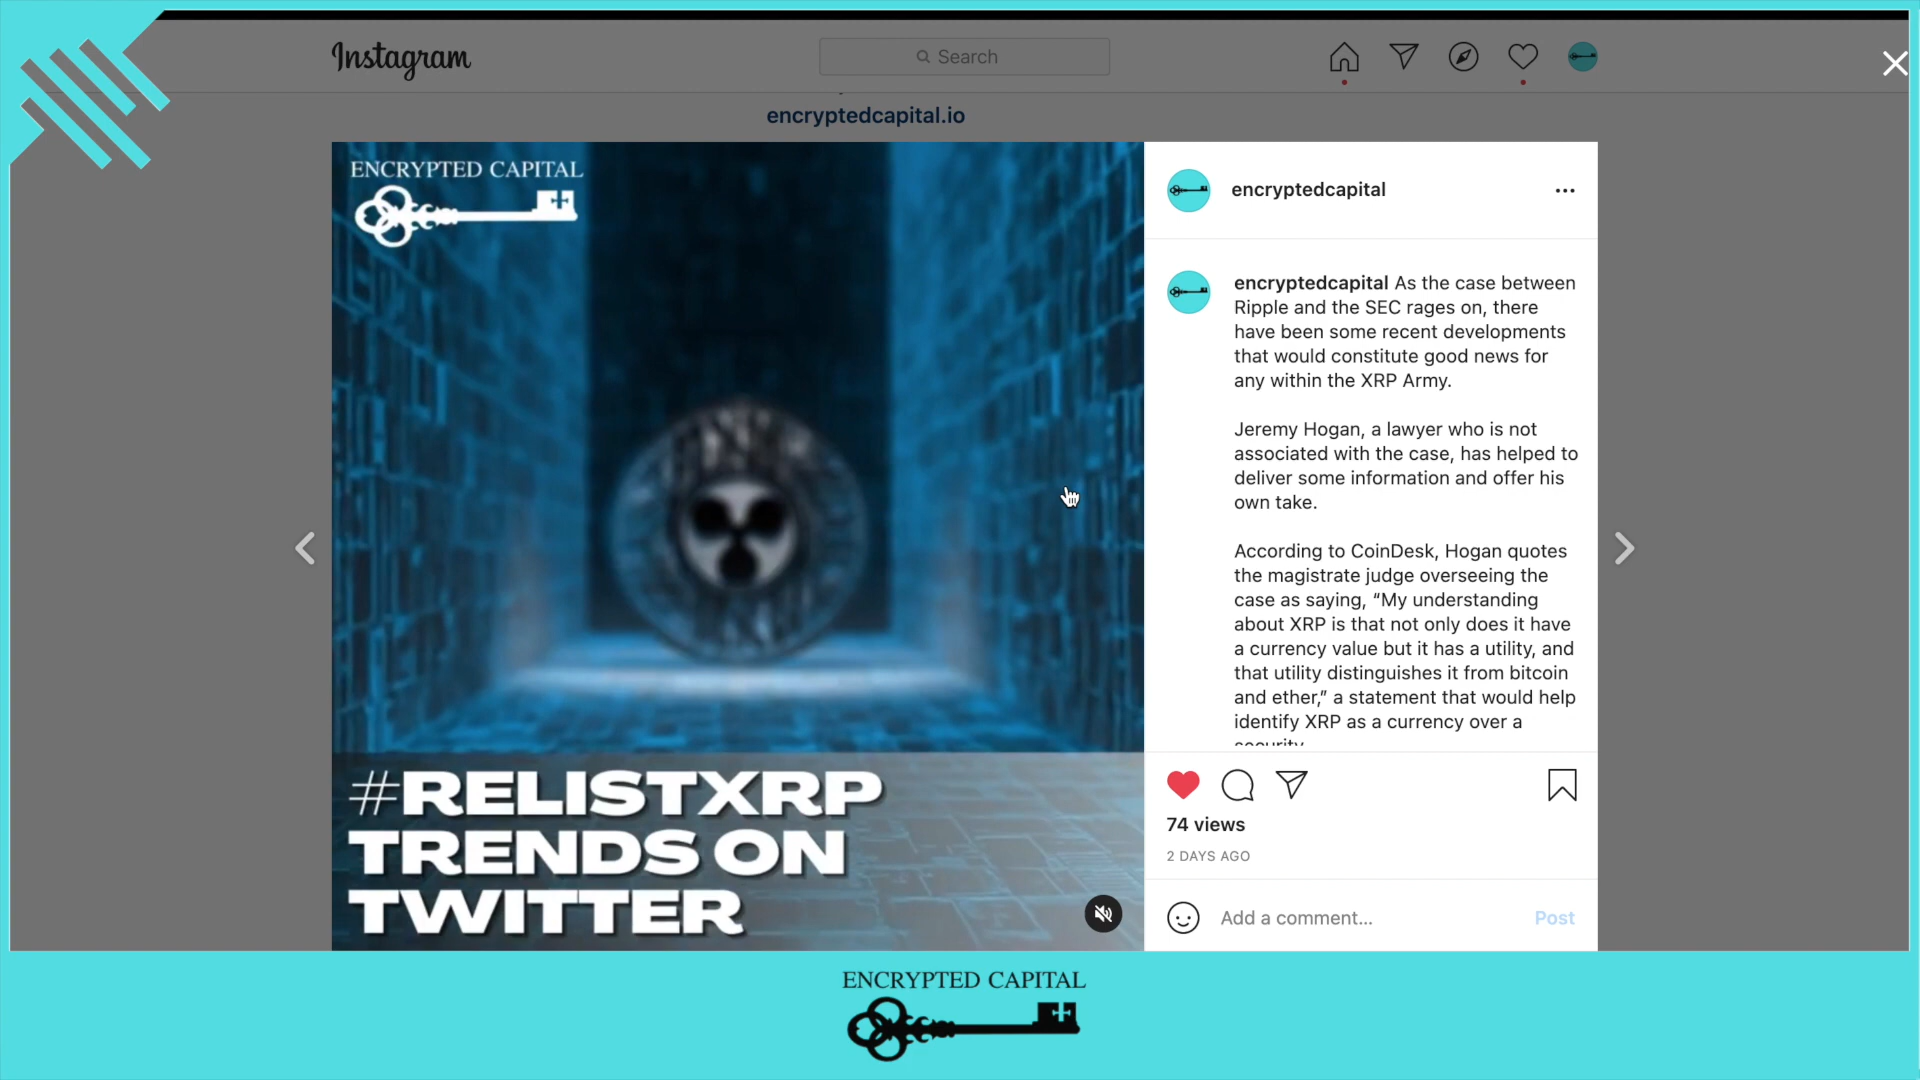 Instagram
Search
encryptedcapital.io
ENCRYPTED CAPITAL
#RELISTXRP
TRENDS ON
TWITTER
encryptedcapital
encryptedcapital As the case between
Ripple and the SEC rages on, there
have been some recent developments
that would constitute good news for
any within the XRP Army.
Jeremy Hogan, a lawyer who is not
associated with the case, has helped to
deliver some information and offer his
own take.
According to CoinDesk, Hogan quotes
the magistrate judge overseeing the
case as saying, “My understanding
about XRP is that not only does it have
a currency value but it has a utility, and
that utility distinguishes it from bitcoin
and ether,” a statement that would help
identify XRP as a currency over a
security.
74 views
2 DAYS AGO
Add a comment...
Post
ENCRYPTED CAPITAL